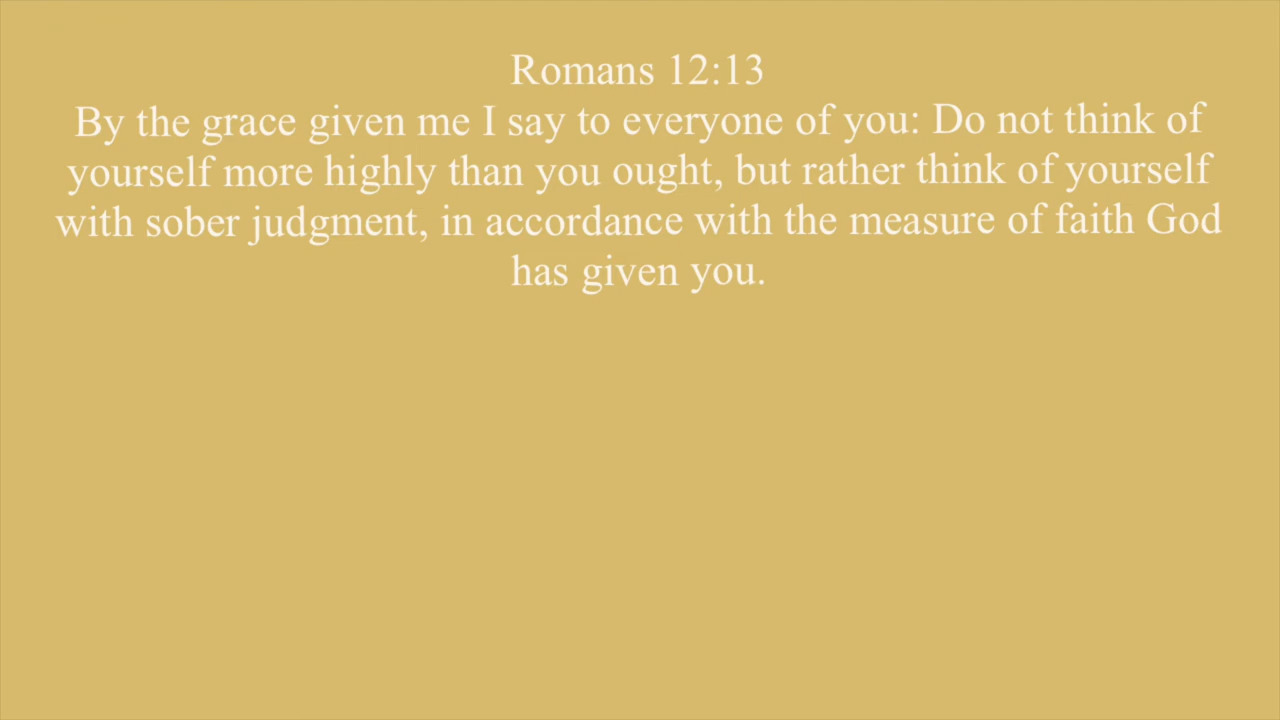 Romans 12:13
By the grace given me I say to everyone of you: Do not think of
yourself more highly than you ought, but rather think of yourself
with sober judgment, in accordance with the measure of faith God
has given you.